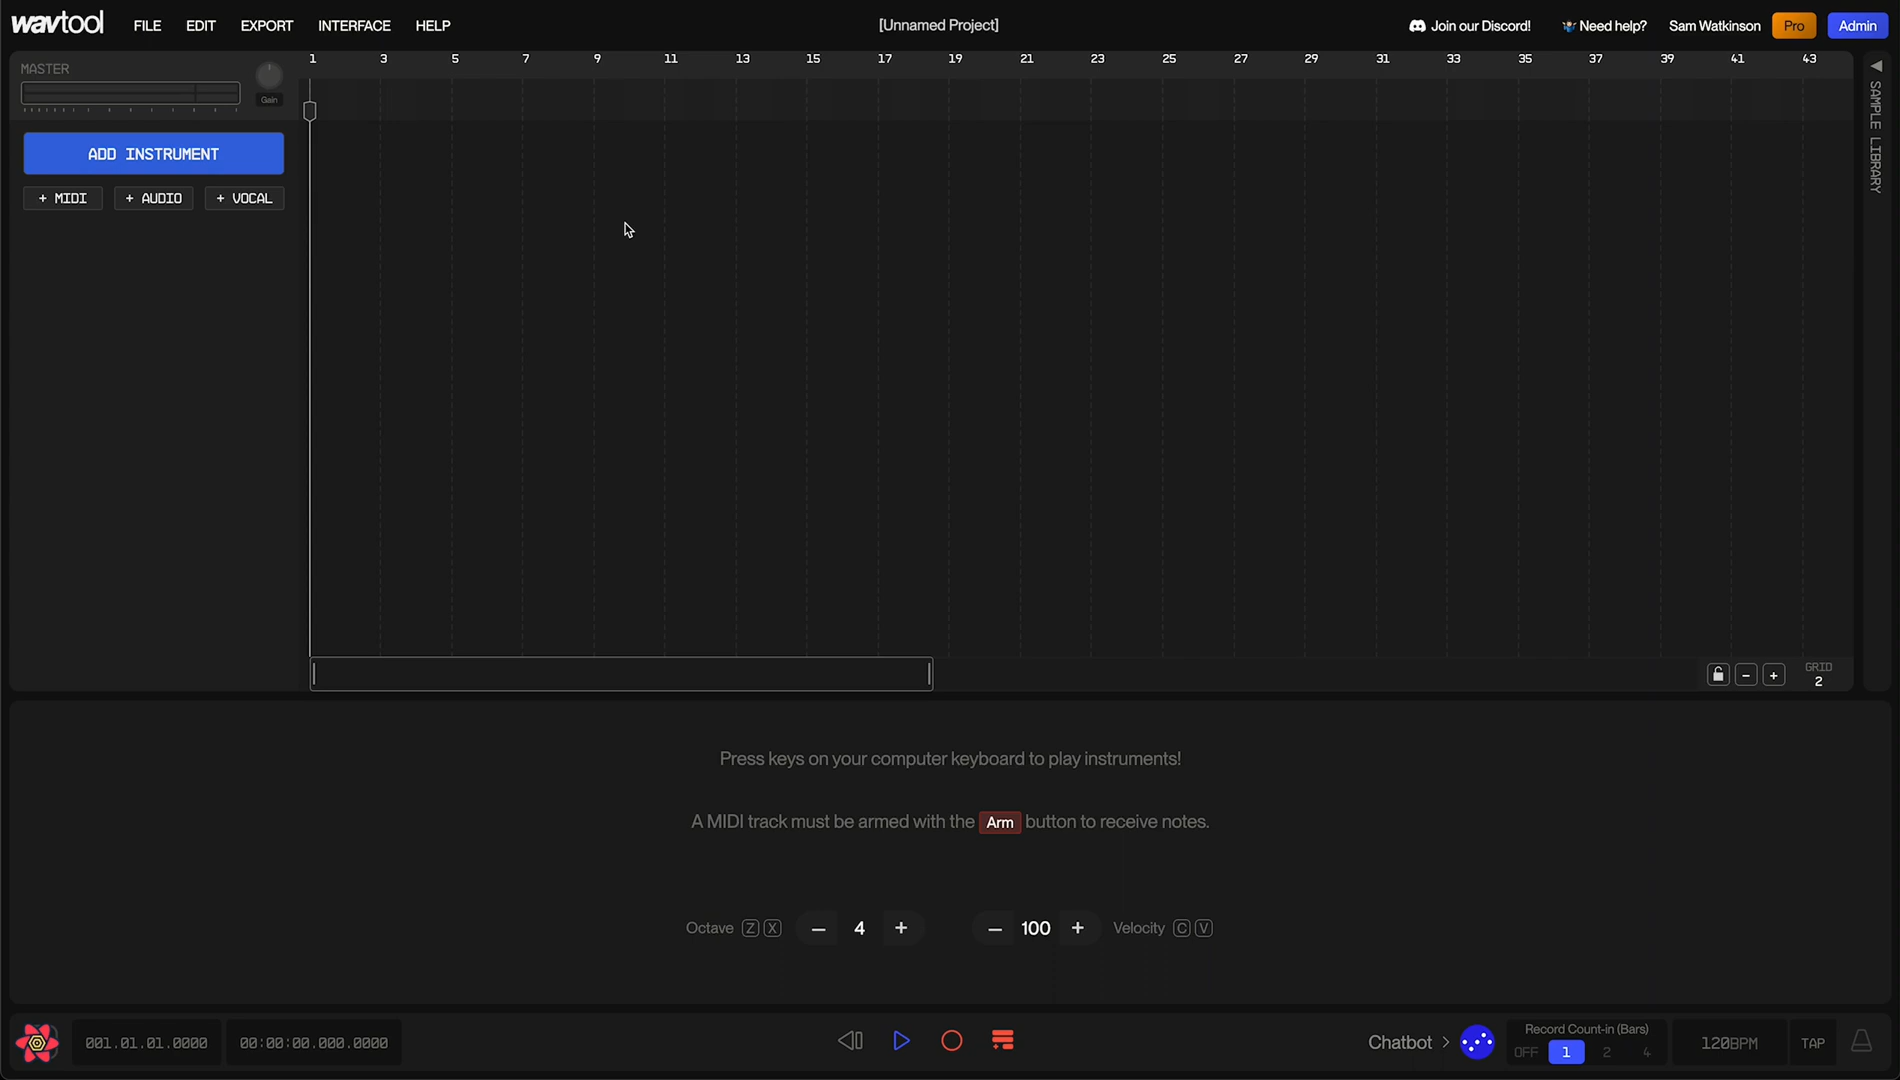 wavtool FILE EDIT EXPORT INTERFACE HELP [Unnamed Project] Join our Discord! Need help? Sam Watkinson Pro Admin
MASTER
Gain
1 3 5 7 9 11 13 15 17 19 21 23 25 27 29 31 33 35 37 39 41 43
ADD INSTRUMENT
+ MIDI + AUDIO + VOCAL
SAMPLE LIBRARY
GRID
2
Press keys on your computer keyboard to play instruments!
A MIDI track must be armed with the Arm button to receive notes.
Octave Z X – 4 + – 100 + Velocity C V
001.01.01.0000 00:00:00.000.0000
Chatbot >
Record Count-in (Bars)
OFF 1 2 4
120BPM TAP